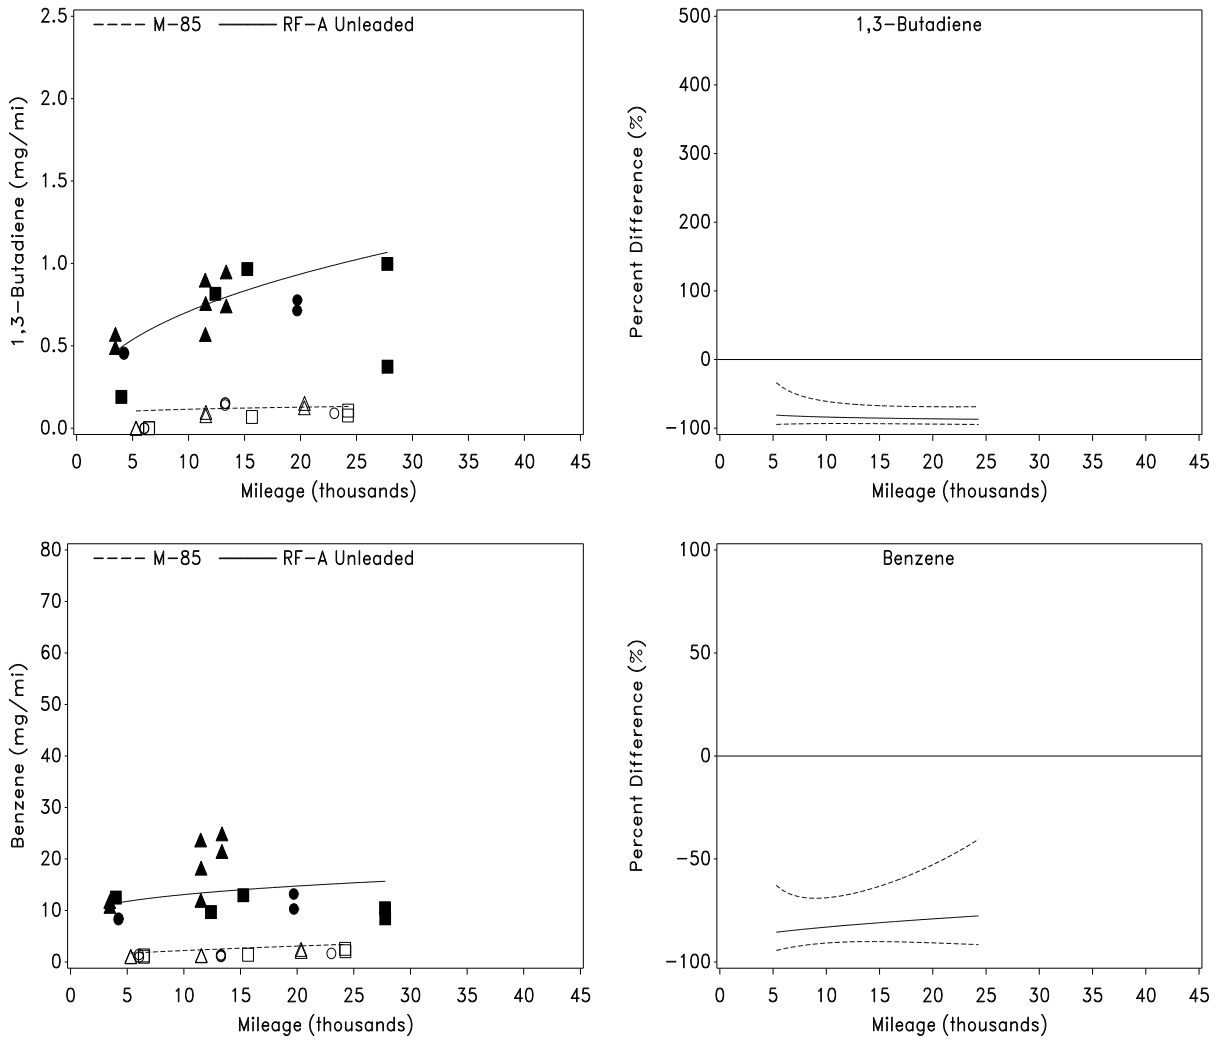 M-85 RF-A Unleaded
2.5
2.0
1.5
1.0
0.5
0.0
1,3-Butadiene (mg/mi)
0 5 10 15 20 25 30 35 40 45
Mileage (thousands)
1,3-Butadiene
500
400
300
200
100
0
-100
Percent Difference (%)
0 5 10 15 20 25 30 35 40 45
Mileage (thousands)
M-85 RF-A Unleaded
80
70
60
50
40
30
20
10
0
Benzene (mg/mi)
0 5 10 15 20 25 30 35 40 45
Mileage (thousands)
Benzene
100
50
0
-50
-100
Percent Difference (%)
0 5 10 15 20 25 30 35 40 45
Mileage (thousands)